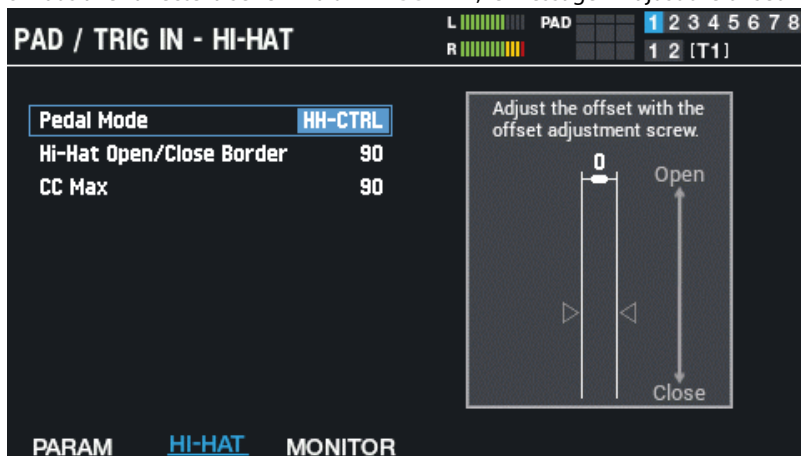 PAD / TRIG IN - HI-HAT
L PAD 1 2 3 4 5 6 7 8
R 1 2 [T1]
Pedal Mode HH-CTRL
Hi-Hat Open/Close Border 90
CC Max 90
Adjust the offset with the
offset adjustment screw.
0
Open
Close
PARAM HI-HAT MONITOR